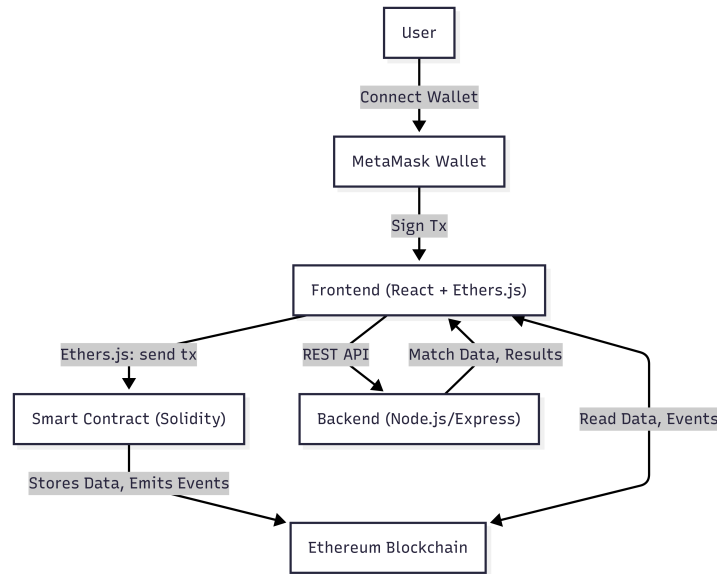 User
Connect Wallet
MetaMask Wallet
Sign Tx
Frontend (React + Ethers.js)
Ethers.js: send tx
REST API
Match Data, Results
Smart Contract (Solidity)
Backend (Node.js/Express)
Read Data, Events
Stores Data, Emits Events
Ethereum Blockchain